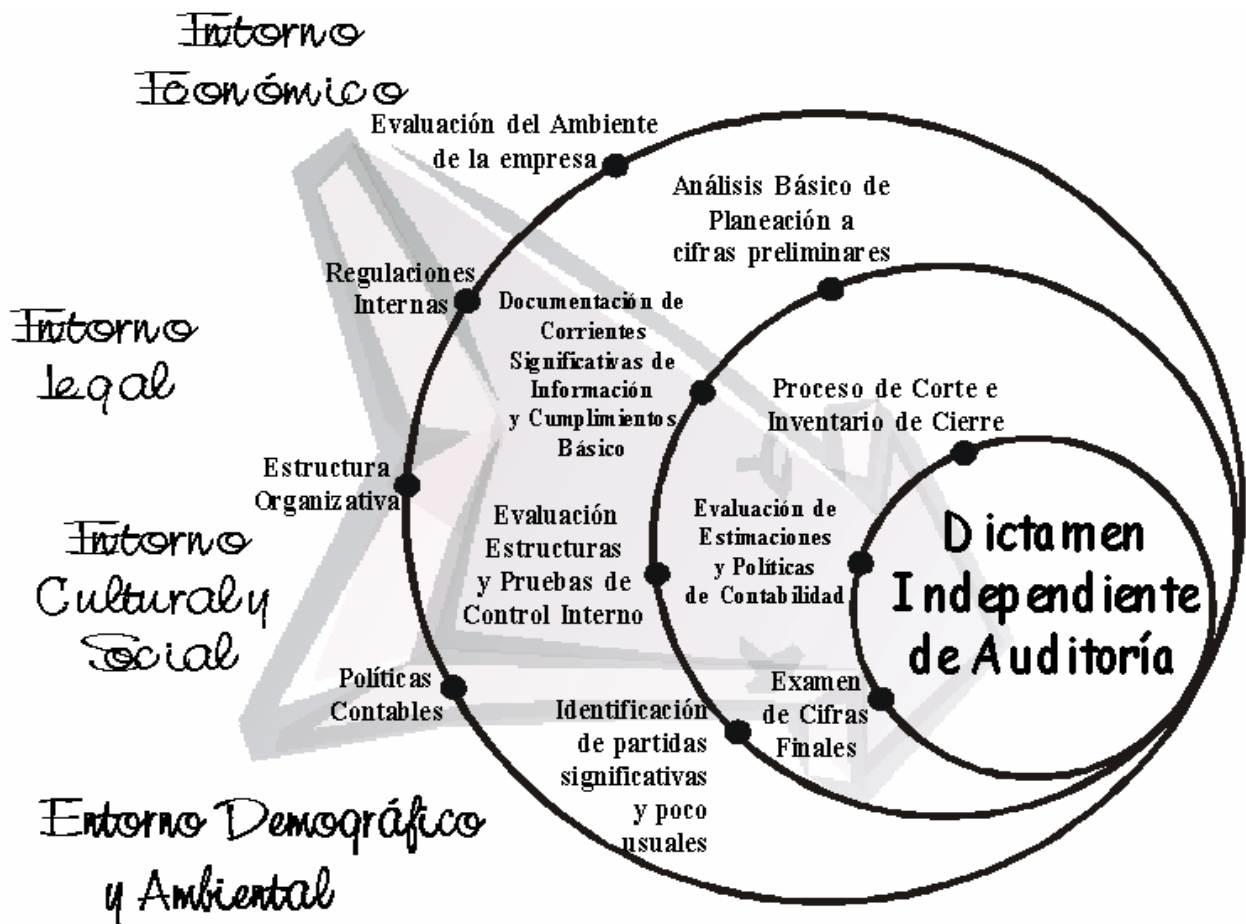 Entorno
Económico
Evaluación del Ambiente
de la empresa
Análisis Básico de
Planeación a
cifras preliminares
Regulaciones
Internas
Documentación de
Corrientes
Significativas de
Información
y Cumplimientos
Básico
Entorno
legal
Proceso de Corte e
Inventario de Cierre
Estructura
Organizativa
Evaluación
Estructuras
y Pruebas de
Control Interno
Evaluación de
Estimaciones
y Políticas
de Contabilidad
Dictamen
Independiente
de Auditoría
Entorno
Cultural y
Social
Políticas
Contables
Identificación
de partidas
significativas
y poco
usuales
Examen
de Cifras
Finales
Entorno Demográfico
y Ambiental